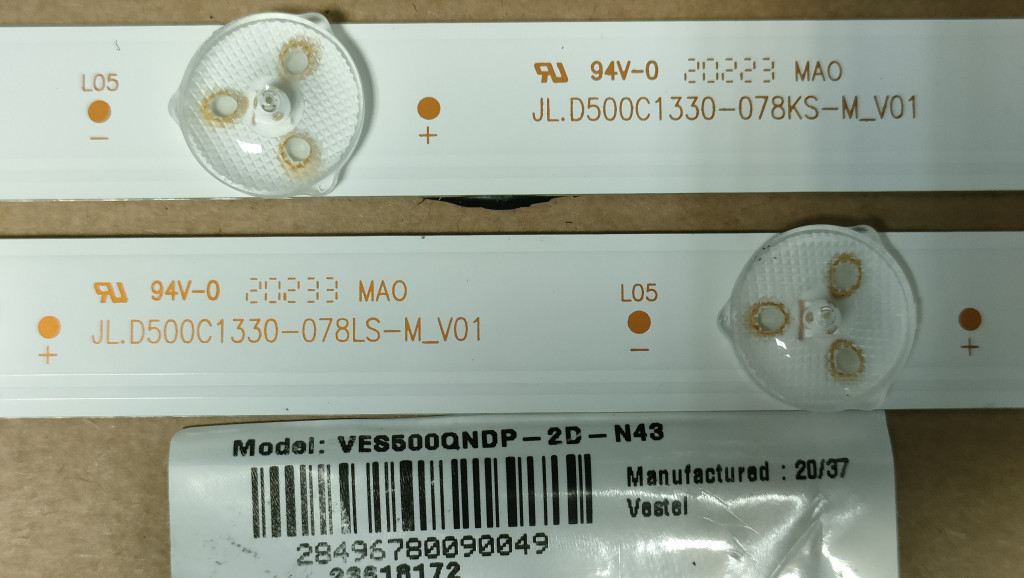 L05
94V-0 20223 MAO
JL.D500C1330-078KS-M_V01
94V-0 20233 MAO
JL.D500C1330-078LS-M_V01
L05
Model: VES500QNDP-2D-N43
Manufactured : 20/37
Vestel
28496780090049
23618172